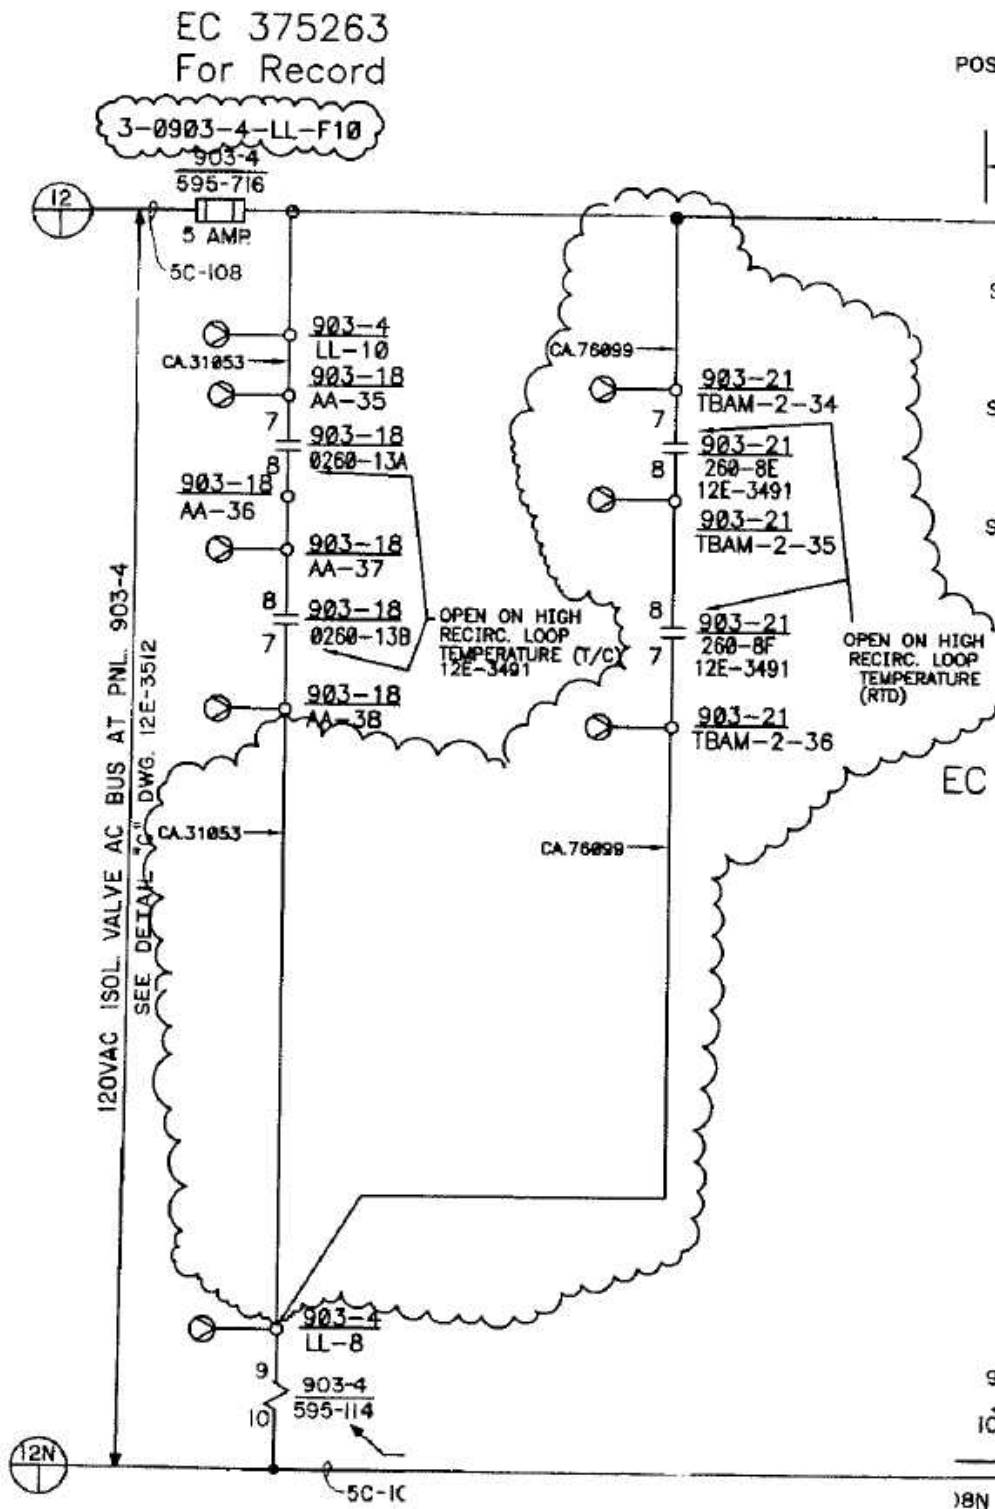 EC 375263
For Record
3-0903-4-LL-F10
903-4
595-716
12
5 AMP.
5C-108
903-4
LL-10
CA.31053
903-18
AA-35
7
903-18
0260-13A
8
903-18
AA-36
903-18
AA-37
8
903-18
0260-13B
7
OPEN ON HIGH
RECIRC. LOOP
TEMPERATURE (T/C)
12E-3491
903-18
AA-38
CA.31053
120VAC ISOL. VALVE AC BUS AT PNL. 903-4
SEE DETAIL "C" DWG. 12E-3512
CA.76099
903-21
TBAM-2-34
7
903-21
260-8E
12E-3491
8
903-21
TBAM-2-35
8
903-21
260-8F
12E-3491
7
OPEN ON HIGH
RECIRC. LOOP
TEMPERATURE
(RTD)
903-21
TBAM-2-36
CA.76099
POS
S
S
S
EC
903-4
LL-8
9
903-4
595-114
10
12N
5C-1
9
10
8N